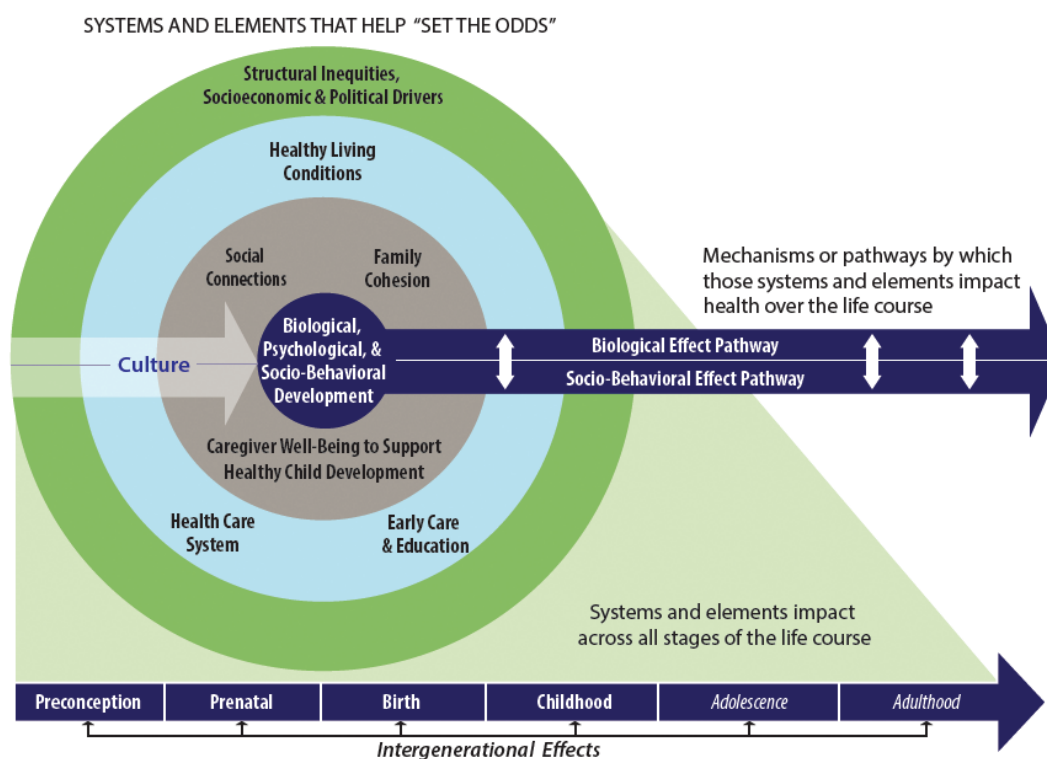 SYSTEMS AND ELEMENTS THAT HELP “SET THE ODDS”
Structural Inequities,
Socioeconomic & Political Drivers
Healthy Living
Conditions
Social
Connections
Family
Cohesion
Mechanisms or pathways by which
those systems and elements impact
health over the life course
Culture
Biological,
Psychological, &
Socio-Behavioral
Development
Biological Effect Pathway
Socio-Behavioral Effect Pathway
Caregiver Well-Being to Support
Healthy Child Development
Health Care
System
Early Care
& Education
Systems and elements impact
across all stages of the life course
Preconception
Prenatal
Birth
Childhood
Adolescence
Adulthood
Intergenerational Effects